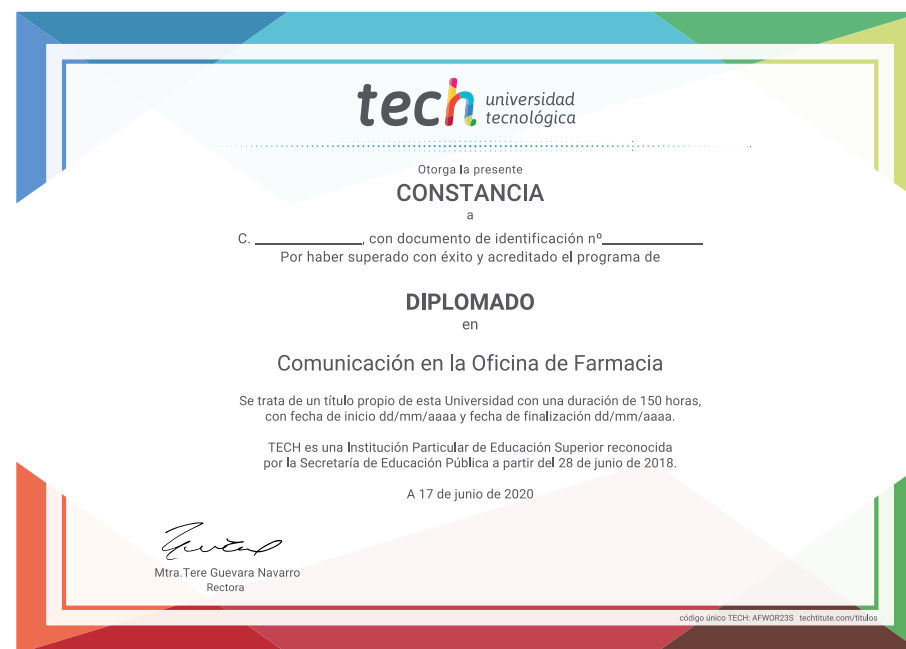 tech universidad
tecnológica
Otorga la presente
CONSTANCIA
a
C. ______________, con documento de identificación nº_____________
Por haber superado con éxito y acreditado el programa de
DIPLOMADO
en
Comunicación en la Oficina de Farmacia
Se trata de un título propio de esta Universidad con una duración de 150 horas,
con fecha de inicio dd/mm/aaaa y fecha de finalización dd/mm/aaaa.
TECH es una Institución Particular de Educación Superior reconocida
por la Secretaría de Educación Pública a partir del 28 de junio de 2018.
A 17 de junio de 2020
Mtra.Tere Guevara Navarro
Rectora
código único TECH: AFWOR23S techtitute.com/titulos